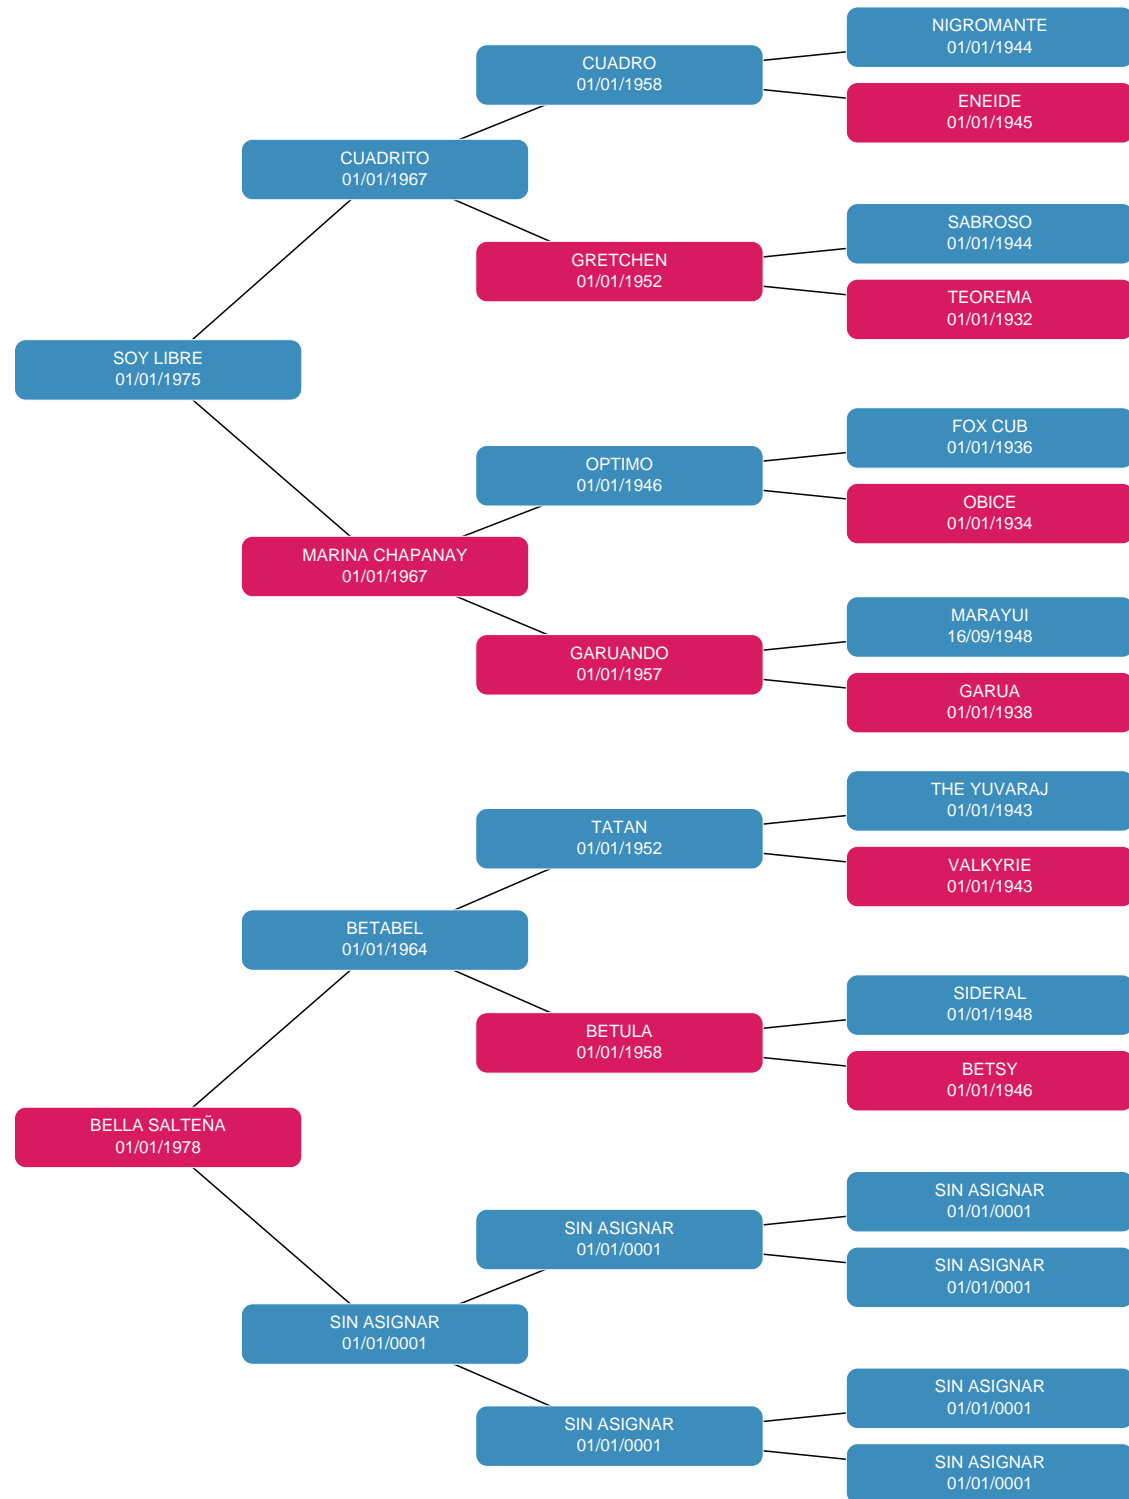 NIGROMANTE
01/01/1944
CUADRO
01/01/1958
ENEIDE
01/01/1945
CUADRITO
01/01/1967
SABROSO
01/01/1944
GRETCHEN
01/01/1952
TEOREMA
01/01/1932
SOY LIBRE
01/01/1975
FOX CUB
01/01/1936
OPTIMO
01/01/1946
OBICE
01/01/1934
MARINA CHAPANAY
01/01/1967
MARAYUI
16/09/1948
GARUANDO
01/01/1957
GARUA
01/01/1938
THE YUVARAJ
01/01/1943
TATAN
01/01/1952
VALKYRIE
01/01/1943
BETABEL
01/01/1964
SIDERAL
01/01/1948
BETULA
01/01/1958
BETSY
01/01/1946
BELLA SALTEÑA
01/01/1978
SIN ASIGNAR
01/01/0001
SIN ASIGNAR
01/01/0001
SIN ASIGNAR
01/01/0001
SIN ASIGNAR
01/01/0001
SIN ASIGNAR
01/01/0001
SIN ASIGNAR
01/01/0001
SIN ASIGNAR
01/01/0001